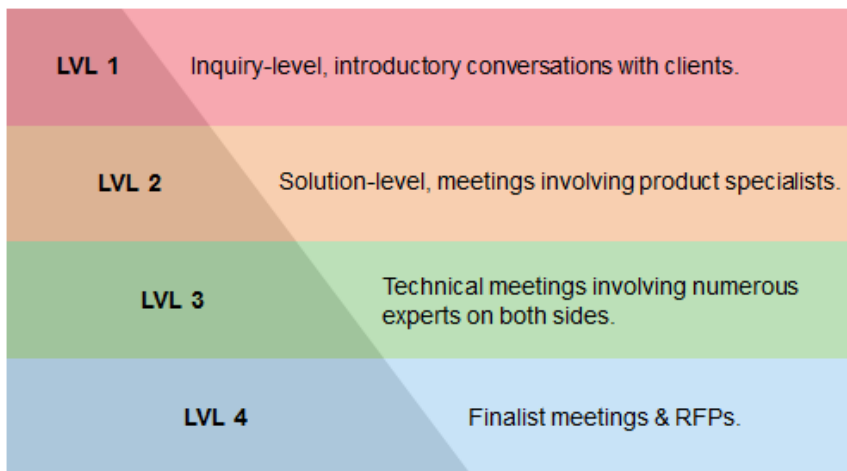 LVL 1 Inquiry-level, introductory conversations with clients.
LVL 2 Solution-level, meetings involving product specialists.
LVL 3 Technical meetings involving numerous
experts on both sides.
LVL 4 Finalist meetings & RFPs.